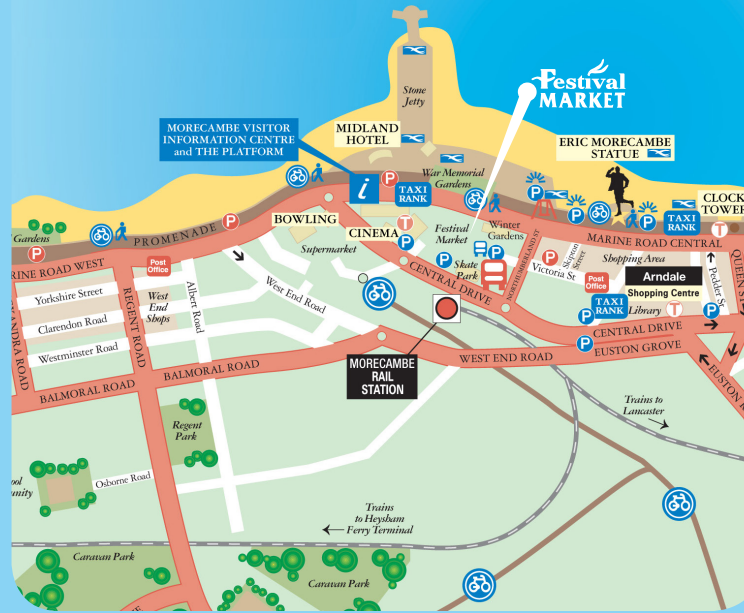 Stone
Jetty
Festival
MARKET
MORECAMBE VISITOR
INFORMATION CENTRE
and THE PLATFORM
MIDLAND
HOTEL
ERIC MORECAMBE
STATUE
War Memorial
Gardens
i
P
TAXI
RANK
P
P
P
TAXI
RANK
CLOCK
TOWER
T
Gardens
P
PROMENADE
P
BOWLING
CINEMA
T
P
Supermarket
Festival
Market
Winter
Gardens
P
P
Skate
Park
NORTHUMBERLAND ST
MARINE ROAD CENTRAL
P
Victoria St
Skipton
Street
Shopping Area
Post
Office
Arndale
Shopping Centre
Pedder St
QUEEN S
RINE ROAD WEST
Post
Office
Yorkshire Street
Clarendon Road
Westminster Road
ANDRA ROAD
REGENT ROAD
West
End
Shops
Albert Road
West End Road
CENTRAL DRIVE
P
TAXI
RANK
P
Library
T
P
CENTRAL DRIVE
P
EUSTON GROVE
EUSTON R
WEST END ROAD
MORECAMBE
RAIL
STATION
BALMORAL ROAD
BALMORAL ROAD
Trains to
Lancaster
Regent
Park
ool
unity
Osborne Road
Trains
to Heysham
Ferry Terminal
Caravan Park
Caravan Park